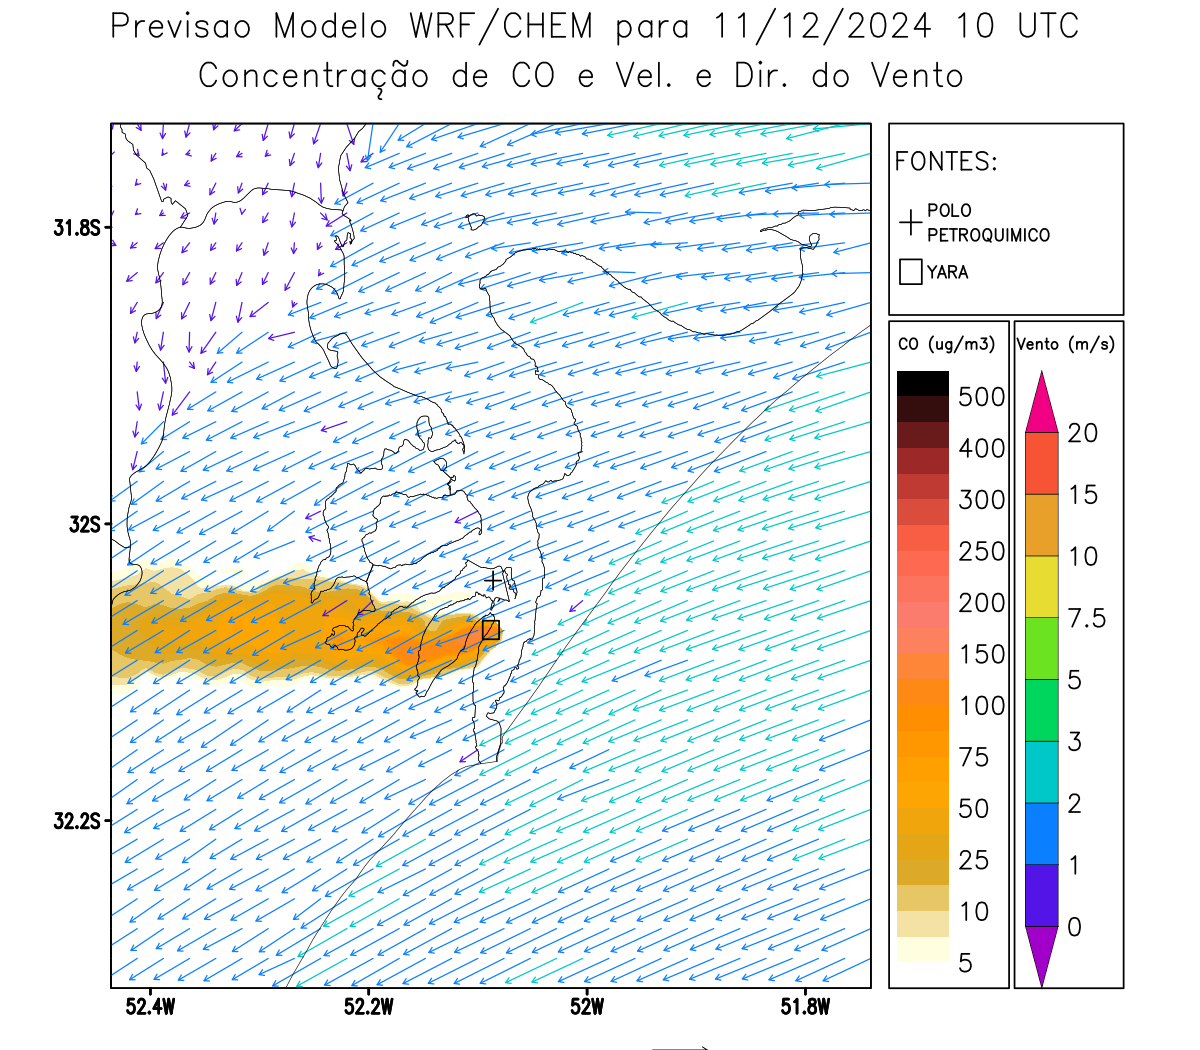 Previsao Modelo WRF/CHEM para 11/12/2024 10 UTC
Concentração de CO e Vel. e Dir. do Vento
FONTES:
POLO
PETROQUIMICO
YARA
31.8S
32S
32.2S
52.4W
52.2W
52W
51.8W
CO (ug/m3)
500
400
300
250
200
150
100
75
50
25
10
5
Vento (m/s)
20
15
10
7.5
5
3
2
1
0